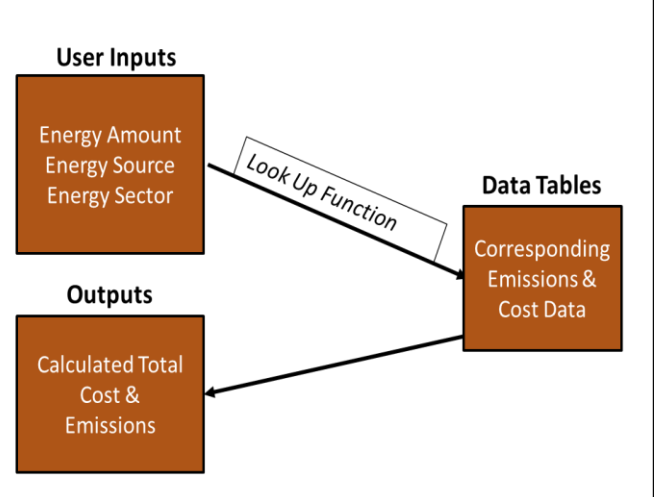 User Inputs
Energy Amount
Energy Source
Energy Sector
Look Up Function
Data Tables
Corresponding
Emissions &
Cost Data
Outputs
Calculated Total
Cost &
Emissions